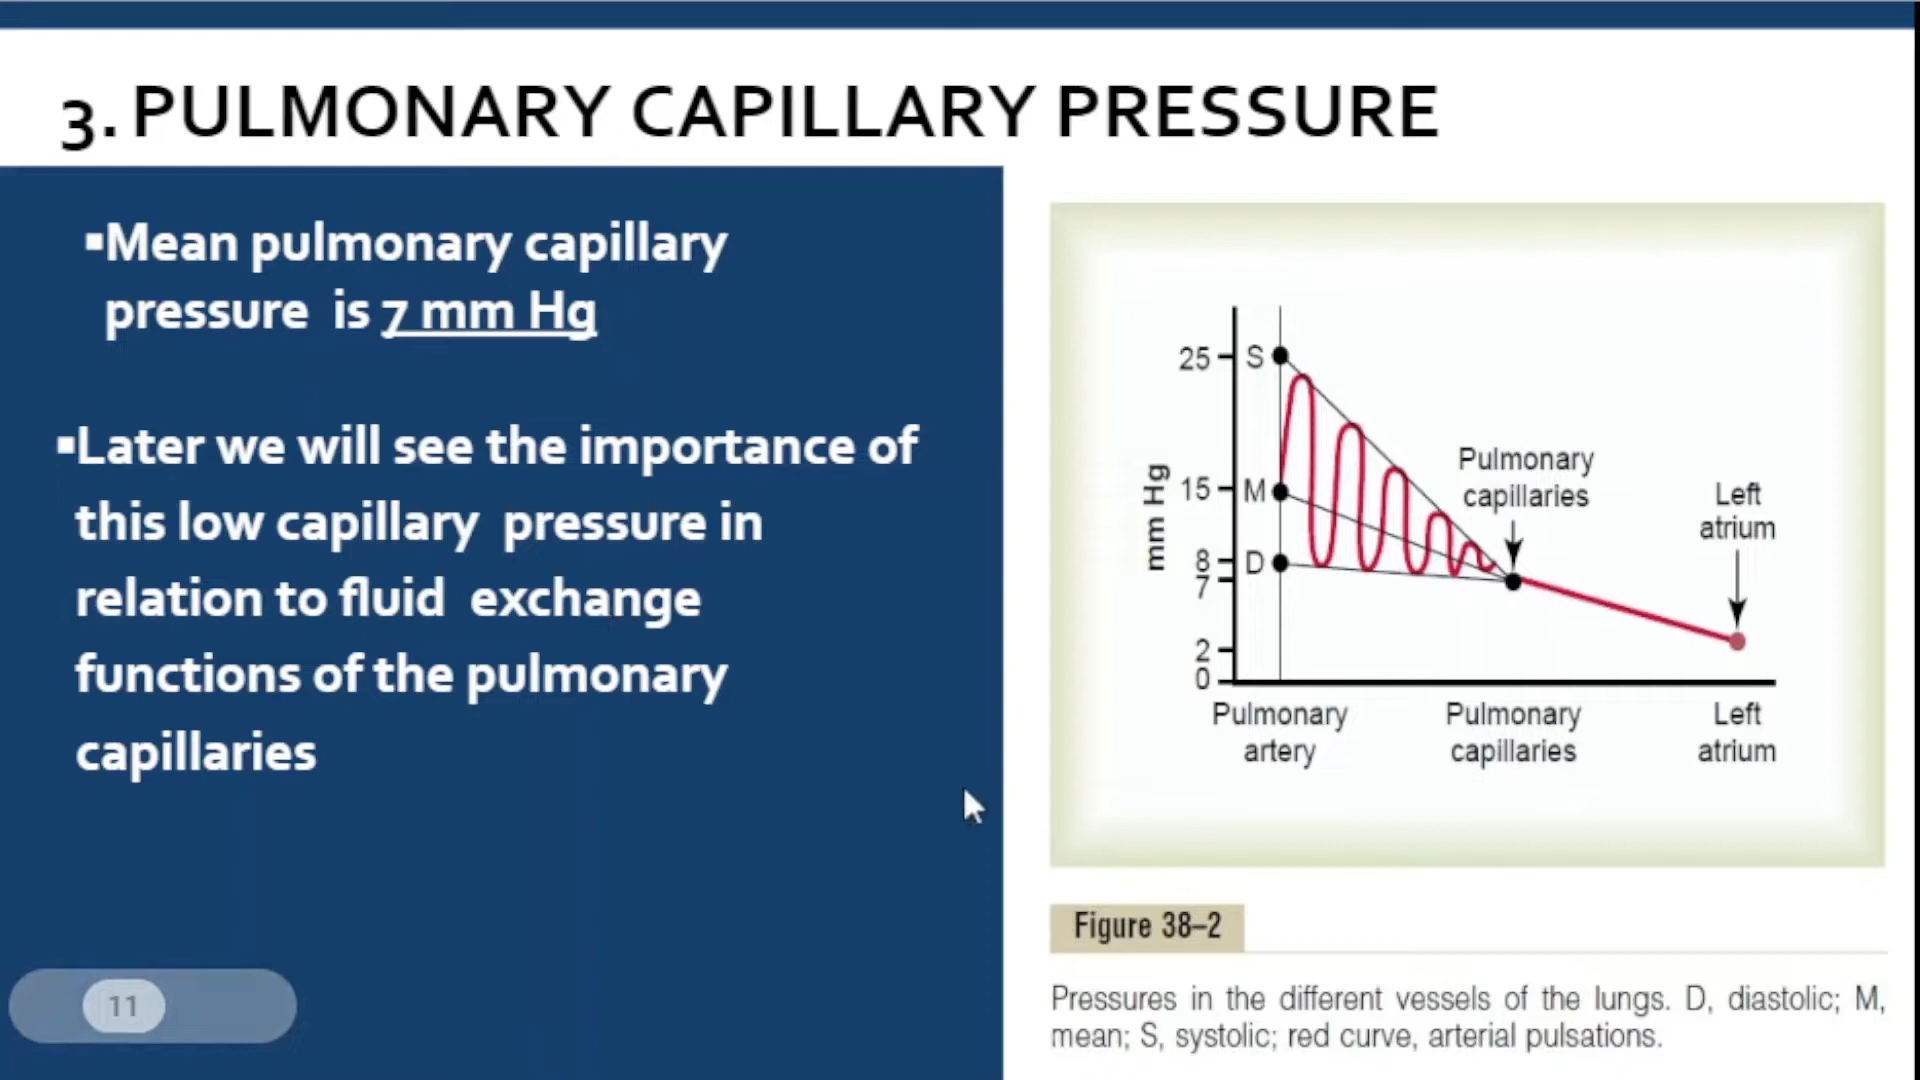 3. PULMONARY CAPILLARY PRESSURE
▪Mean pulmonary capillary
pressure is 7 mm Hg
▪Later we will see the importance of
this low capillary pressure in
relation to fluid exchange
functions of the pulmonary
capillaries
11
mm Hg
25
15
8
7
2
0
S
M
D
Pulmonary
capillaries
Left
atrium
Pulmonary
artery
Pulmonary
capillaries
Left
atrium
Figure 38–2
Pressures in the different vessels of the lungs. D, diastolic; M,
mean; S, systolic; red curve, arterial pulsations.